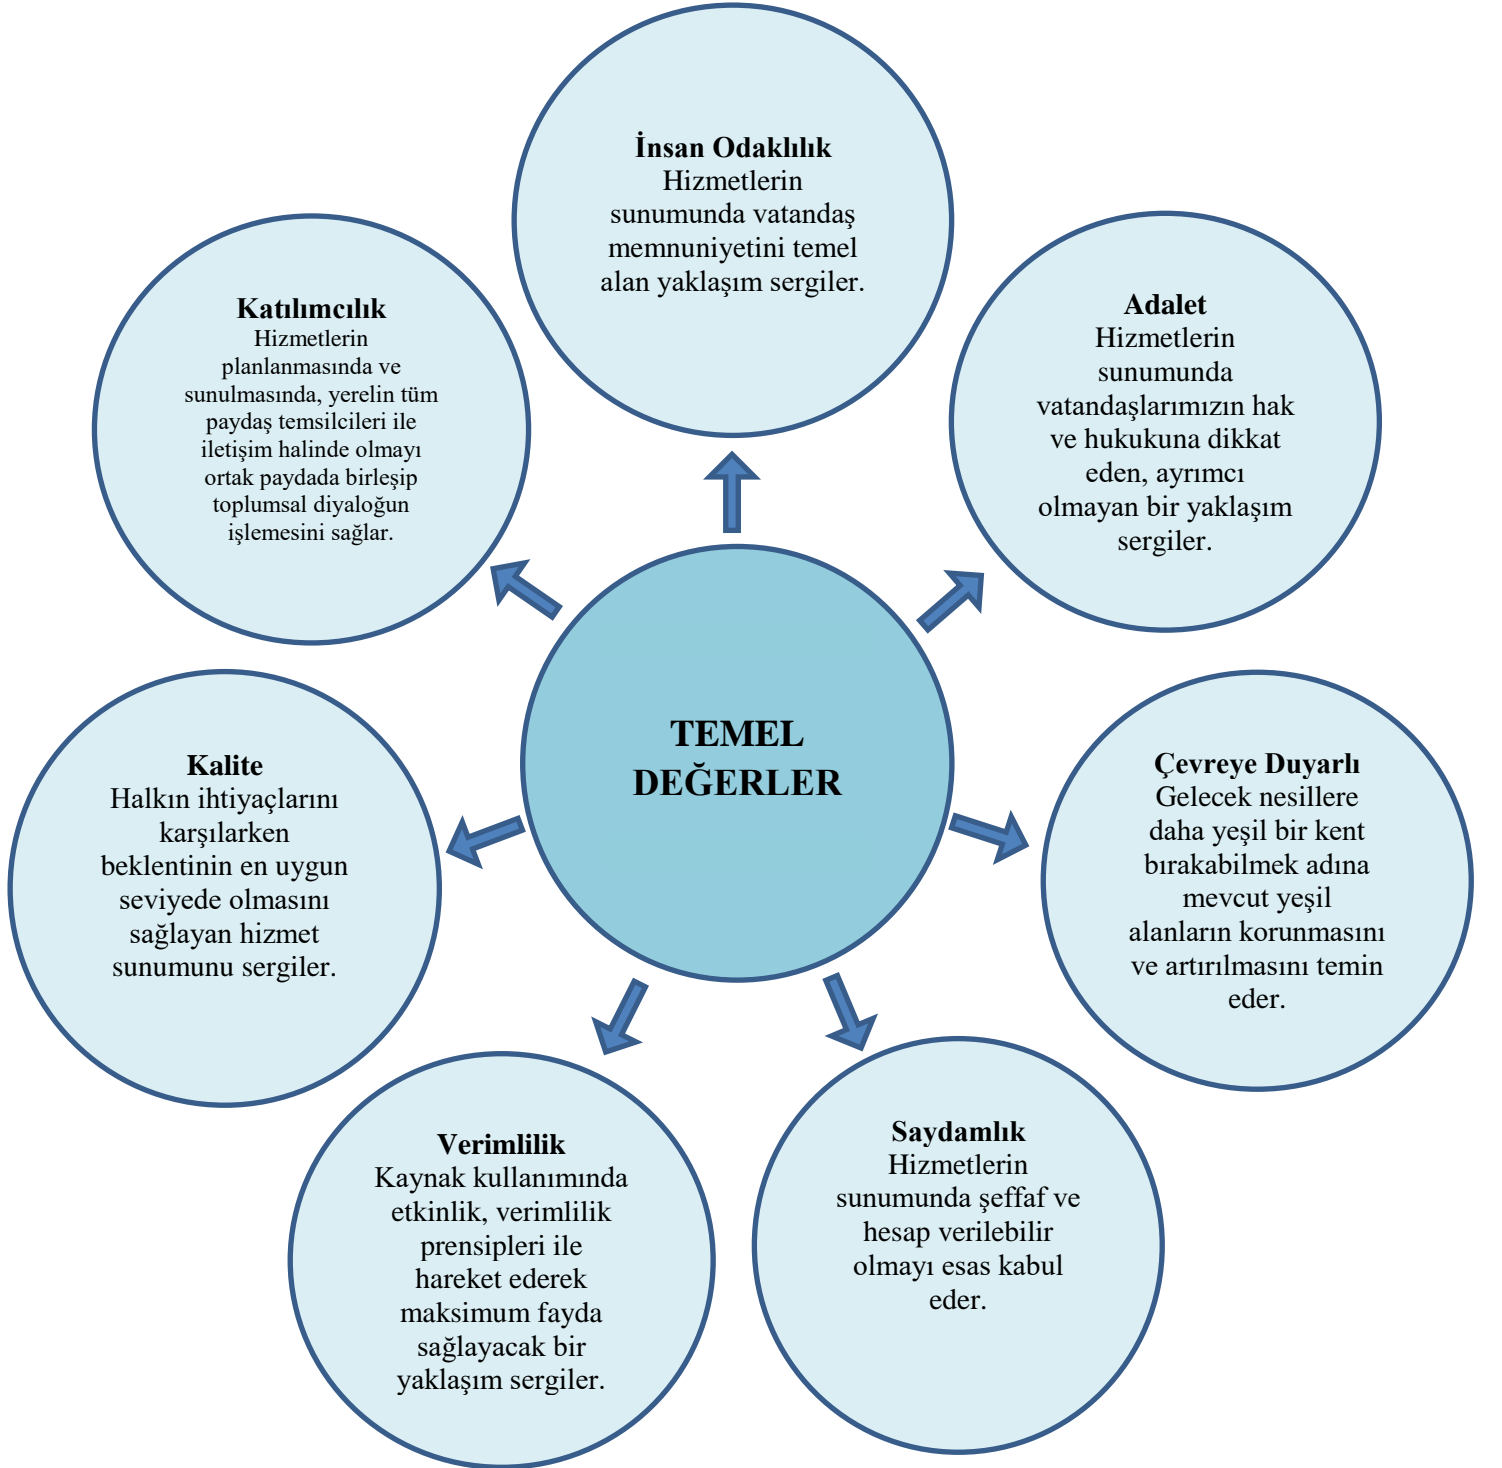 İnsan Odaklılık
Hizmetlerin
sunumunda vatandaş
memnuniyetini temel
alan yaklaşım sergiler.
Adalet
Hizmetlerin
sunumunda
vatandaşlarımızın hak
ve hukukuna dikkat
eden, ayrımcı
olmayan bir yaklaşım
sergiler.
Çevreye Duyarlı
Gelecek nesillere
daha yeşil bir kent
bırakabilmek adına
mevcut yeşil
alanların korunmasını
ve artırılmasını temin
eder.
Saydamlık
Hizmetlerin
sunumunda şeffaf ve
hesap verilebilir
olmayı esas kabul
eder.
Verimlilik
Kaynak kullanımında
etkinlik, verimlilik
prensipleri ile
hareket ederek
maksimum fayda
sağlayacak bir
yaklaşım sergiler.
Kalite
Halkın ihtiyaçlarını
karşılarken
beklentinin en uygun
seviyede olmasını
sağlayan hizmet
sunumunu sergiler.
Katılımcılık
Hizmetlerin
planlanmasında ve
sunulmasında, yerelin tüm
paydaş temsilcileri ile
iletişim halinde olmayı
ortak paydada birleşip
toplumsal diyaloğun
işlemesini sağlar.
TEMEL
DEĞERLER